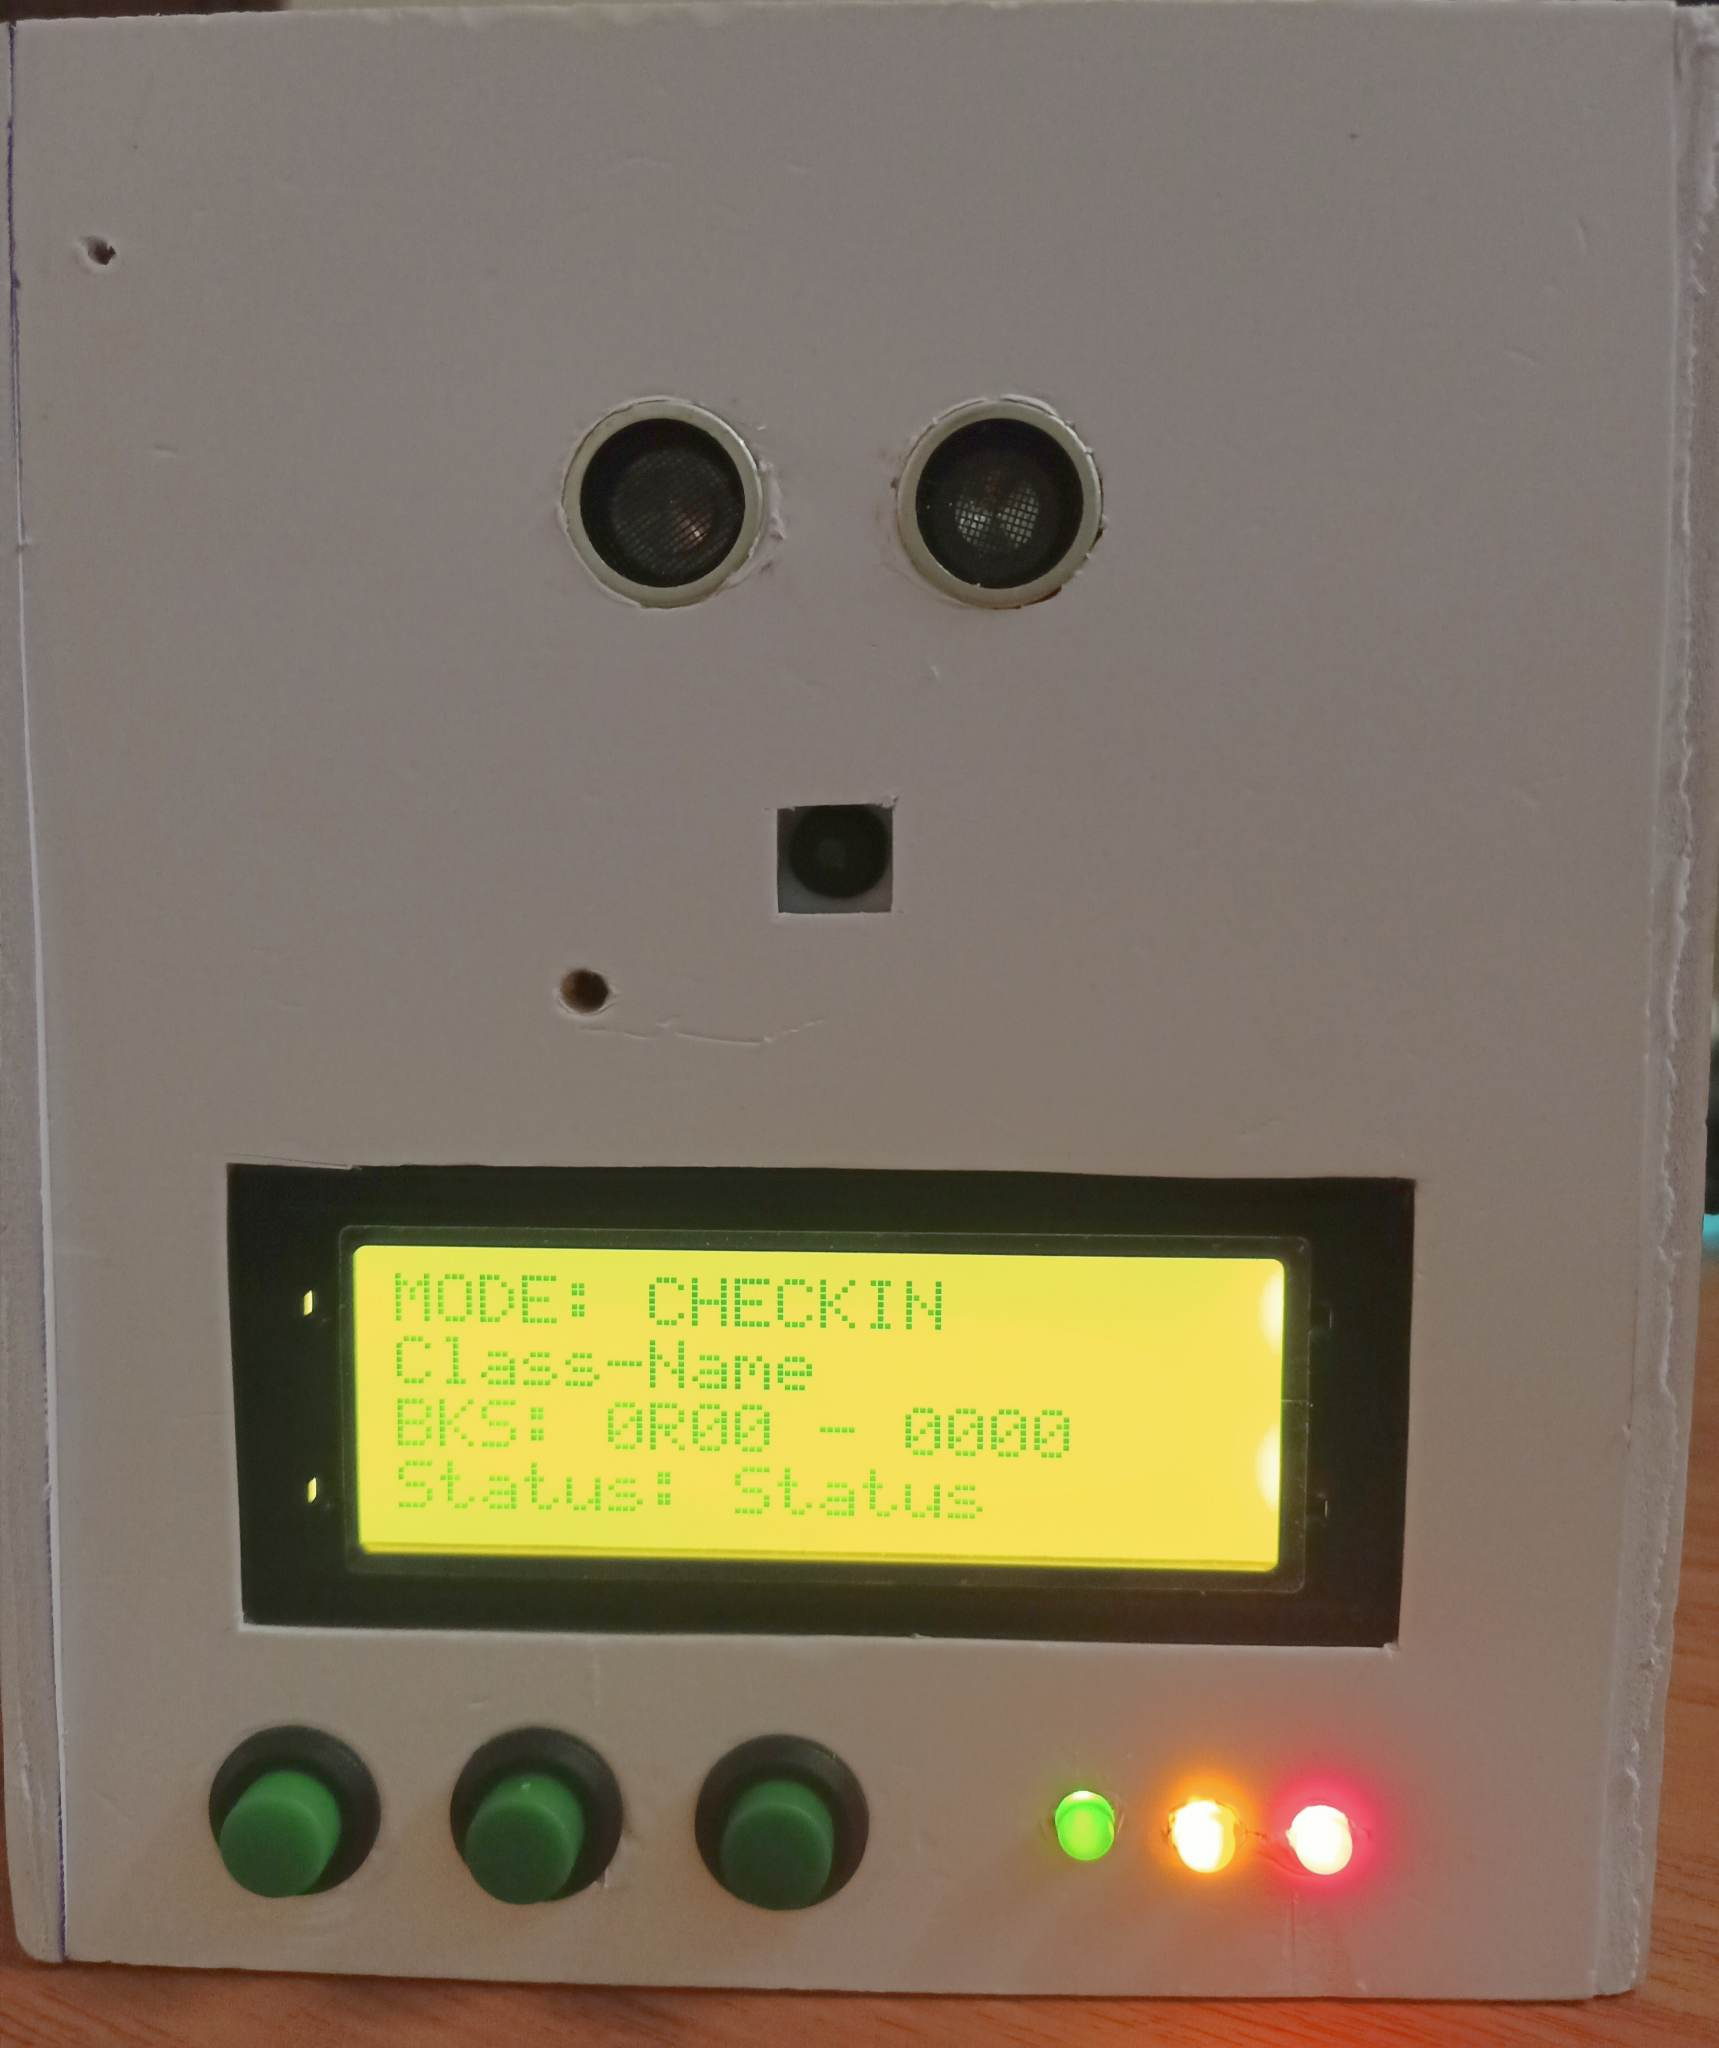 MODE: CHECKIN
Class-Name
BKS: 0R00 - 0000
Status: Status